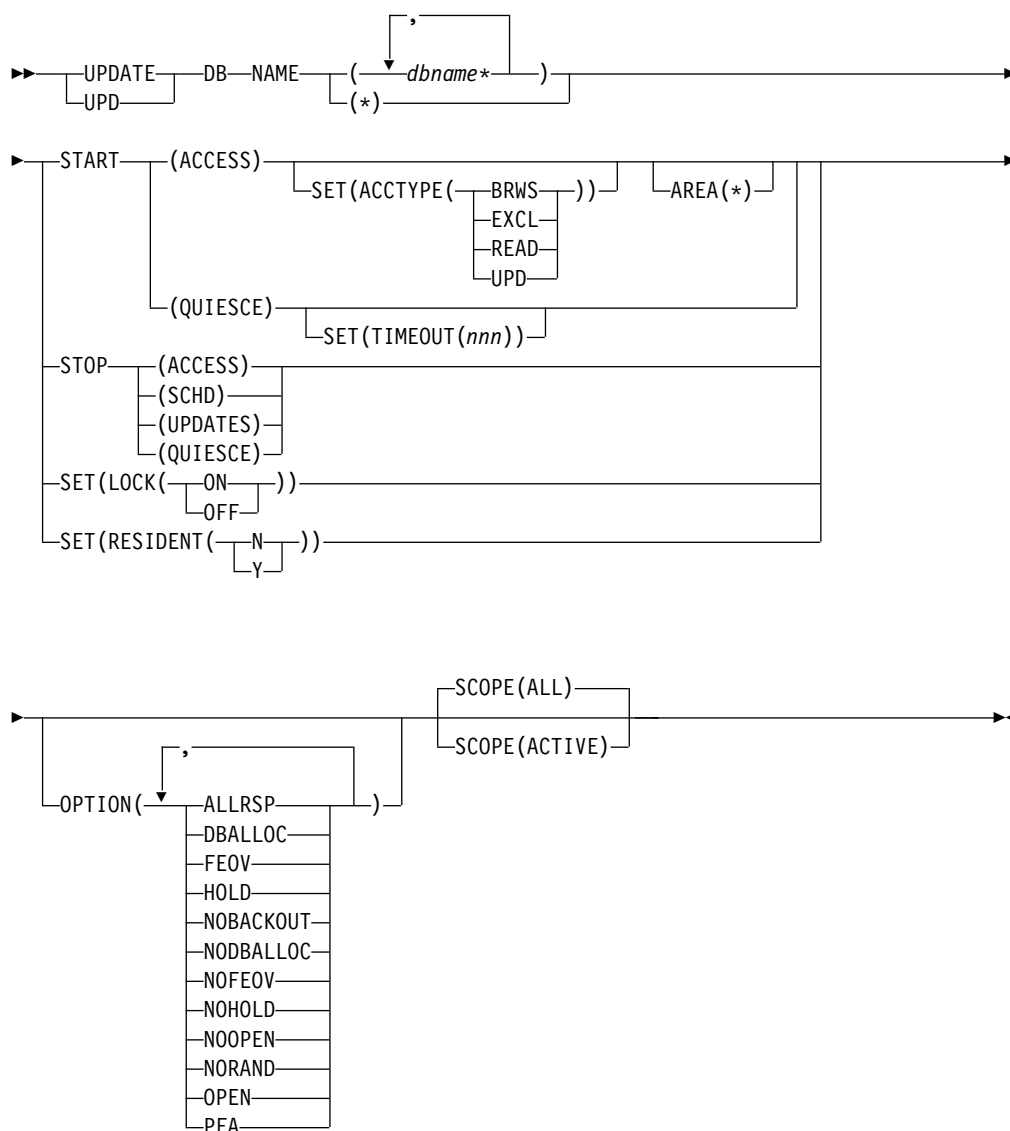 ,
UPDATE DB NAME ( dbname* )
UPD (*)
START (ACCESS)
SET(ACCTYPE( BRWS )) AREA(*)
EXCL
READ
UPD
(QUIESCE)
SET(TIMEOUT(nnn))
STOP (ACCESS)
(SCHD)
(UPDATES)
(QUIESCE)
SET(LOCK( ON ))
OFF
SET(RESIDENT( N ))
Y
SCOPE(ALL)
SCOPE(ACTIVE)
,
OPTION( ALLRSP )
DBALLOC
FEOV
HOLD
NOBACKOUT
NODBALLOC
NOFEOV
NOHOLD
NOOPEN
NORAND
OPEN